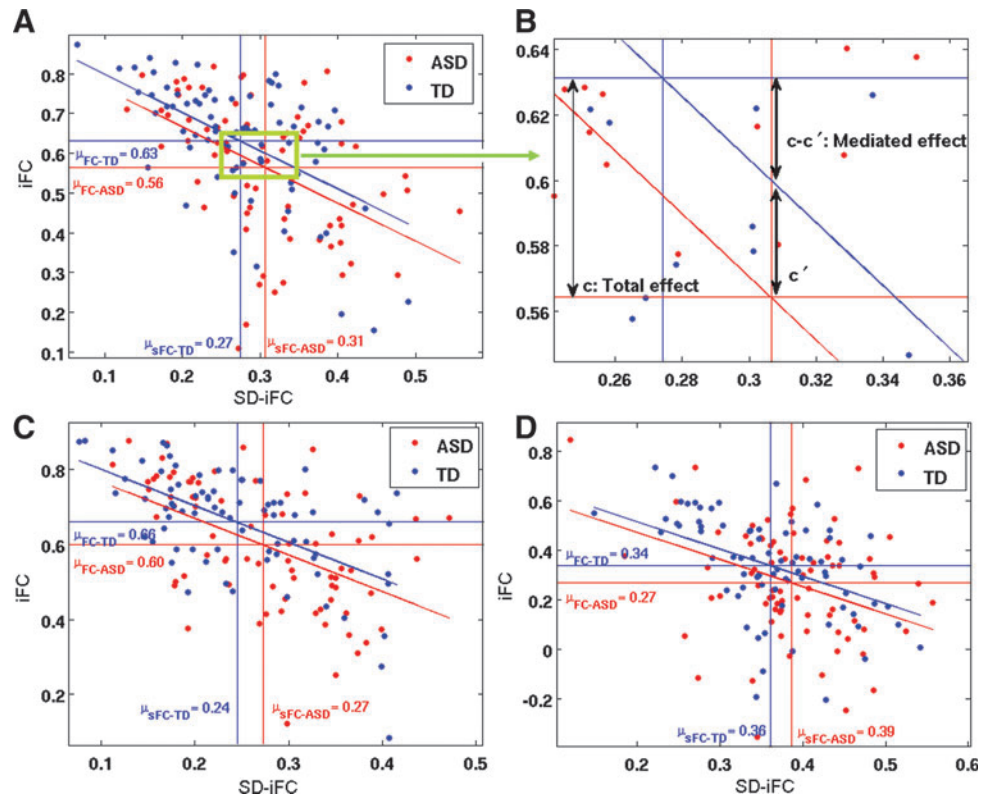 A
ASD
TD
0.8
0.7
0.6
0.5
0.4
0.3
0.2
0.1
iFC
μFC-TD = 0.63
μFC-ASD = 0.56
μsFC-TD = 0.27
μsFC-ASD = 0.31
0.1 0.2 0.3 0.4 0.5
SD-iFC
B
0.64
0.62
0.6
0.58
0.56
c-c′: Mediated effect
c: Total effect
c′
0.26 0.28 0.3 0.32 0.34 0.36
C
ASD
TD
0.8
0.6
0.4
0.2
iFC
μFC-TD = 0.66
μFC-ASD = 0.60
μsFC-TD = 0.24
μsFC-ASD = 0.27
0.1 0.2 0.3 0.4 0.5
SD-iFC
D
ASD
TD
0.8
0.6
0.4
0.2
0
-0.2
iFC
μFC-TD = 0.34
μFC-ASD = 0.27
μsFC-TD = 0.36
μsFC-ASD = 0.39
0.2 0.3 0.4 0.5 0.6
SD-iFC